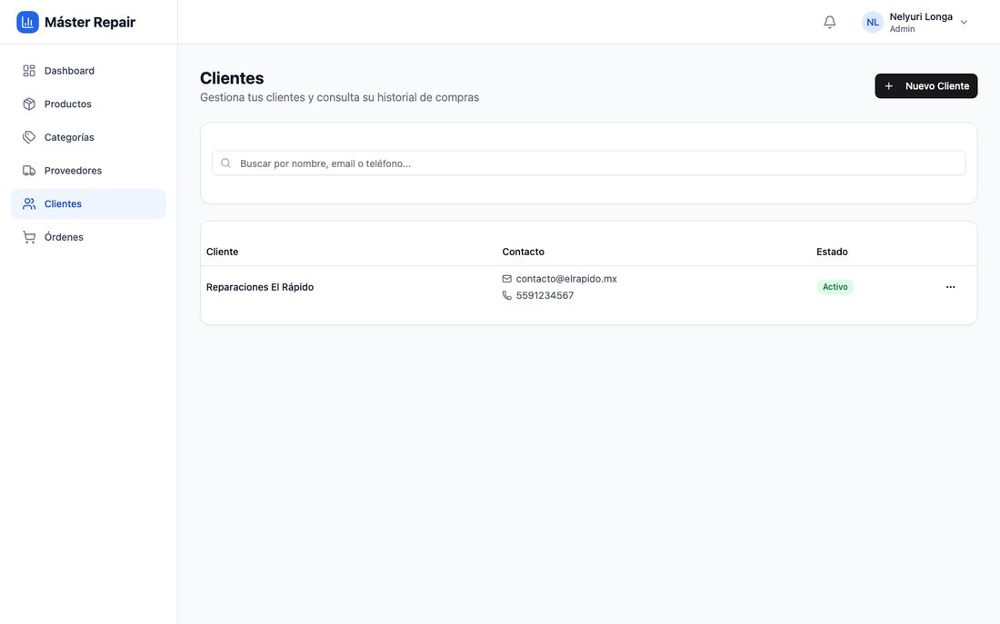 Máster Repair
NL
Nelyuri Longa
Admin
Dashboard
Productos
Categorías
Proveedores
Clientes
Órdenes
Clientes
Gestiona tus clientes y consulta su historial de compras
Nuevo Cliente
Buscar por nombre, email o teléfono...
Cliente Contacto Estado
Reparaciones El Rápido
contacto@elrapido.mx
5591234567
Activo